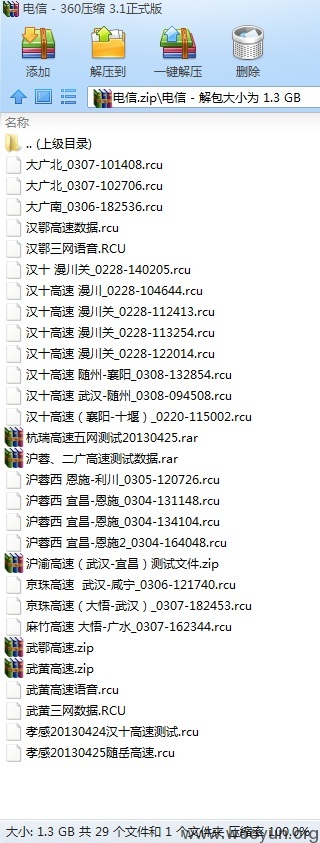 电信 - 360压缩 3.1正式版
添加 解压到 一键解压 删除
电信.zip\电信 - 解包大小为 1.3 GB
名称
.. (上级目录)
大广北_0307-101408.rcu
大广北_0307-102706.rcu
大广南_0306-182536.rcu
汉鄂高速数据.rcu
汉鄂三网语音.RCU
汉十 漫川关_0228-140205.rcu
汉十高速 漫川_0228-104644.rcu
汉十高速 漫川关_0228-112413.rcu
汉十高速 漫川关_0228-113254.rcu
汉十高速 漫川关_0228-122014.rcu
汉十高速 随州-襄阳_0308-132854.rcu
汉十高速 武汉-随州_0308-094508.rcu
汉十高速（襄阳-十堰）_0220-115002.rcu
杭瑞高速五网测试20130425.rar
沪蓉、二广高速测试数据.rar
沪蓉西 恩施-利川_0305-120726.rcu
沪蓉西 宜昌-恩施_0304-131148.rcu
沪蓉西 宜昌-恩施_0304-134104.rcu
沪蓉西 宜昌-恩施2_0304-164048.rcu
沪渝高速（武汉-宜昌）测试文件.zip
京珠高速  武汉-咸宁_0306-121740.rcu
京珠高速（大悟-武汉）_0307-182453.rcu
麻竹高速 大悟-广水_0307-162344.rcu
武鄂高速.zip
武黄高速.zip
武黄高速语音.rcu
武黄三网数据.RCU
孝感20130424汉十高速测试.rcu
孝感20130425随岳高速.rcu
大小: 1.3 GB 共 29 个文件和 1 个文件夹 压缩率 100.0%
www.wooyun.org